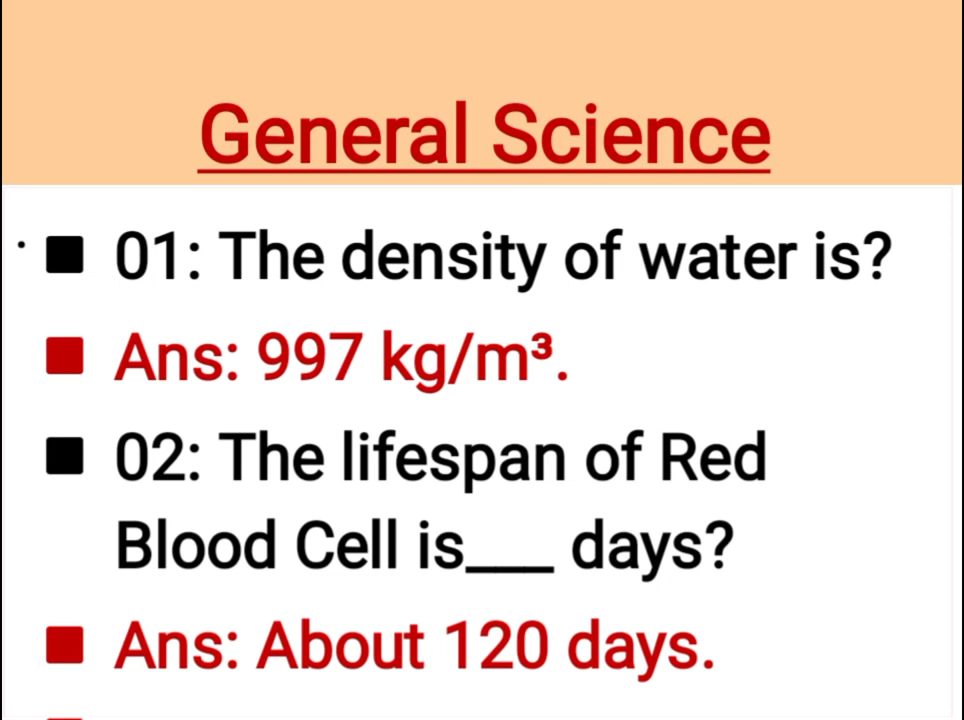 General Science
· ■ 01: The density of water is?
■ Ans: 997 kg/m³.
■ 02: The lifespan of Red
Blood Cell is___ days?
■ Ans: About 120 days.